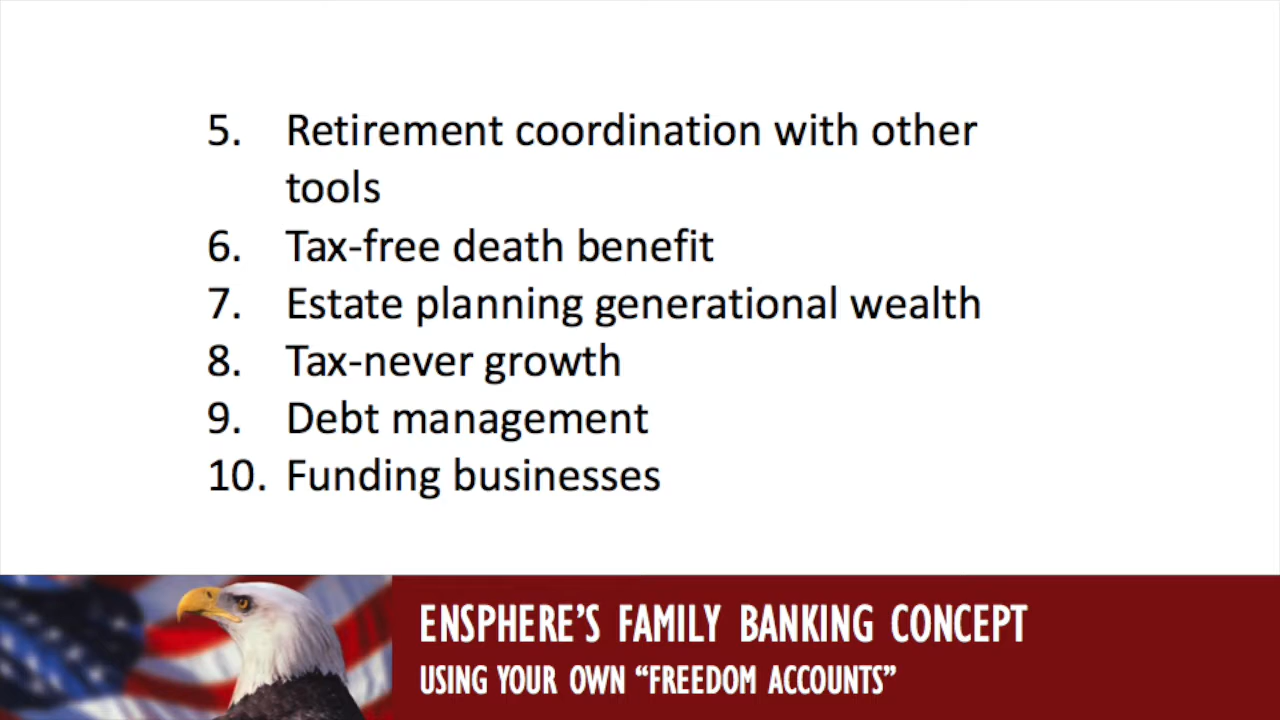 5. Retirement coordination with other
tools
6. Tax-free death benefit
7. Estate planning generational wealth
8. Tax-never growth
9. Debt management
10. Funding businesses
ENSPHERE'S FAMILY BANKING CONCEPT
USING YOUR OWN “FREEDOM ACCOUNTS”